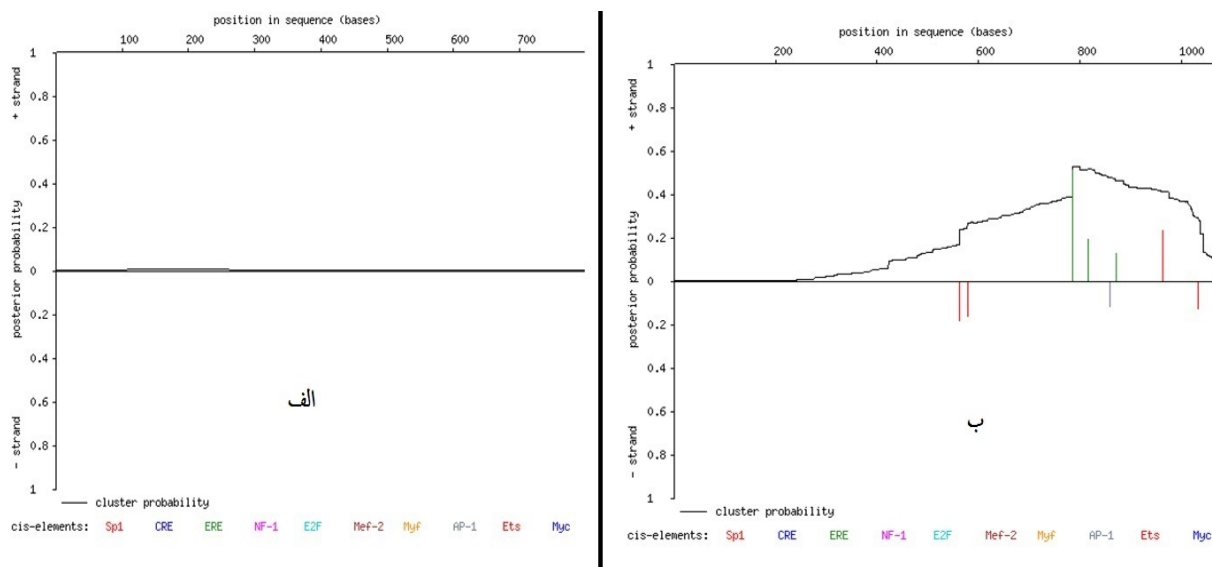 position in sequence (bases)
100 200 300 400 500 600 700
1
0.8
0.6
0.4
0.2
0
0.2
0.4
0.6
0.8
1
+ strand
posterior probability
- strand
الف
cluster probability
cis-elements: Sp1 CRE ERE NF-1 E2F Mef-2 Myf AP-1 Ets Myc
position in sequence (bases)
200 400 600 800 1000
1
0.8
0.6
0.4
0.2
0
0.2
0.4
0.6
0.8
1
+ strand
posterior probability
- strand
ب
cluster probability
cis-elements: Sp1 CRE ERE NF-1 E2F Mef-2 Myf AP-1 Ets Myc